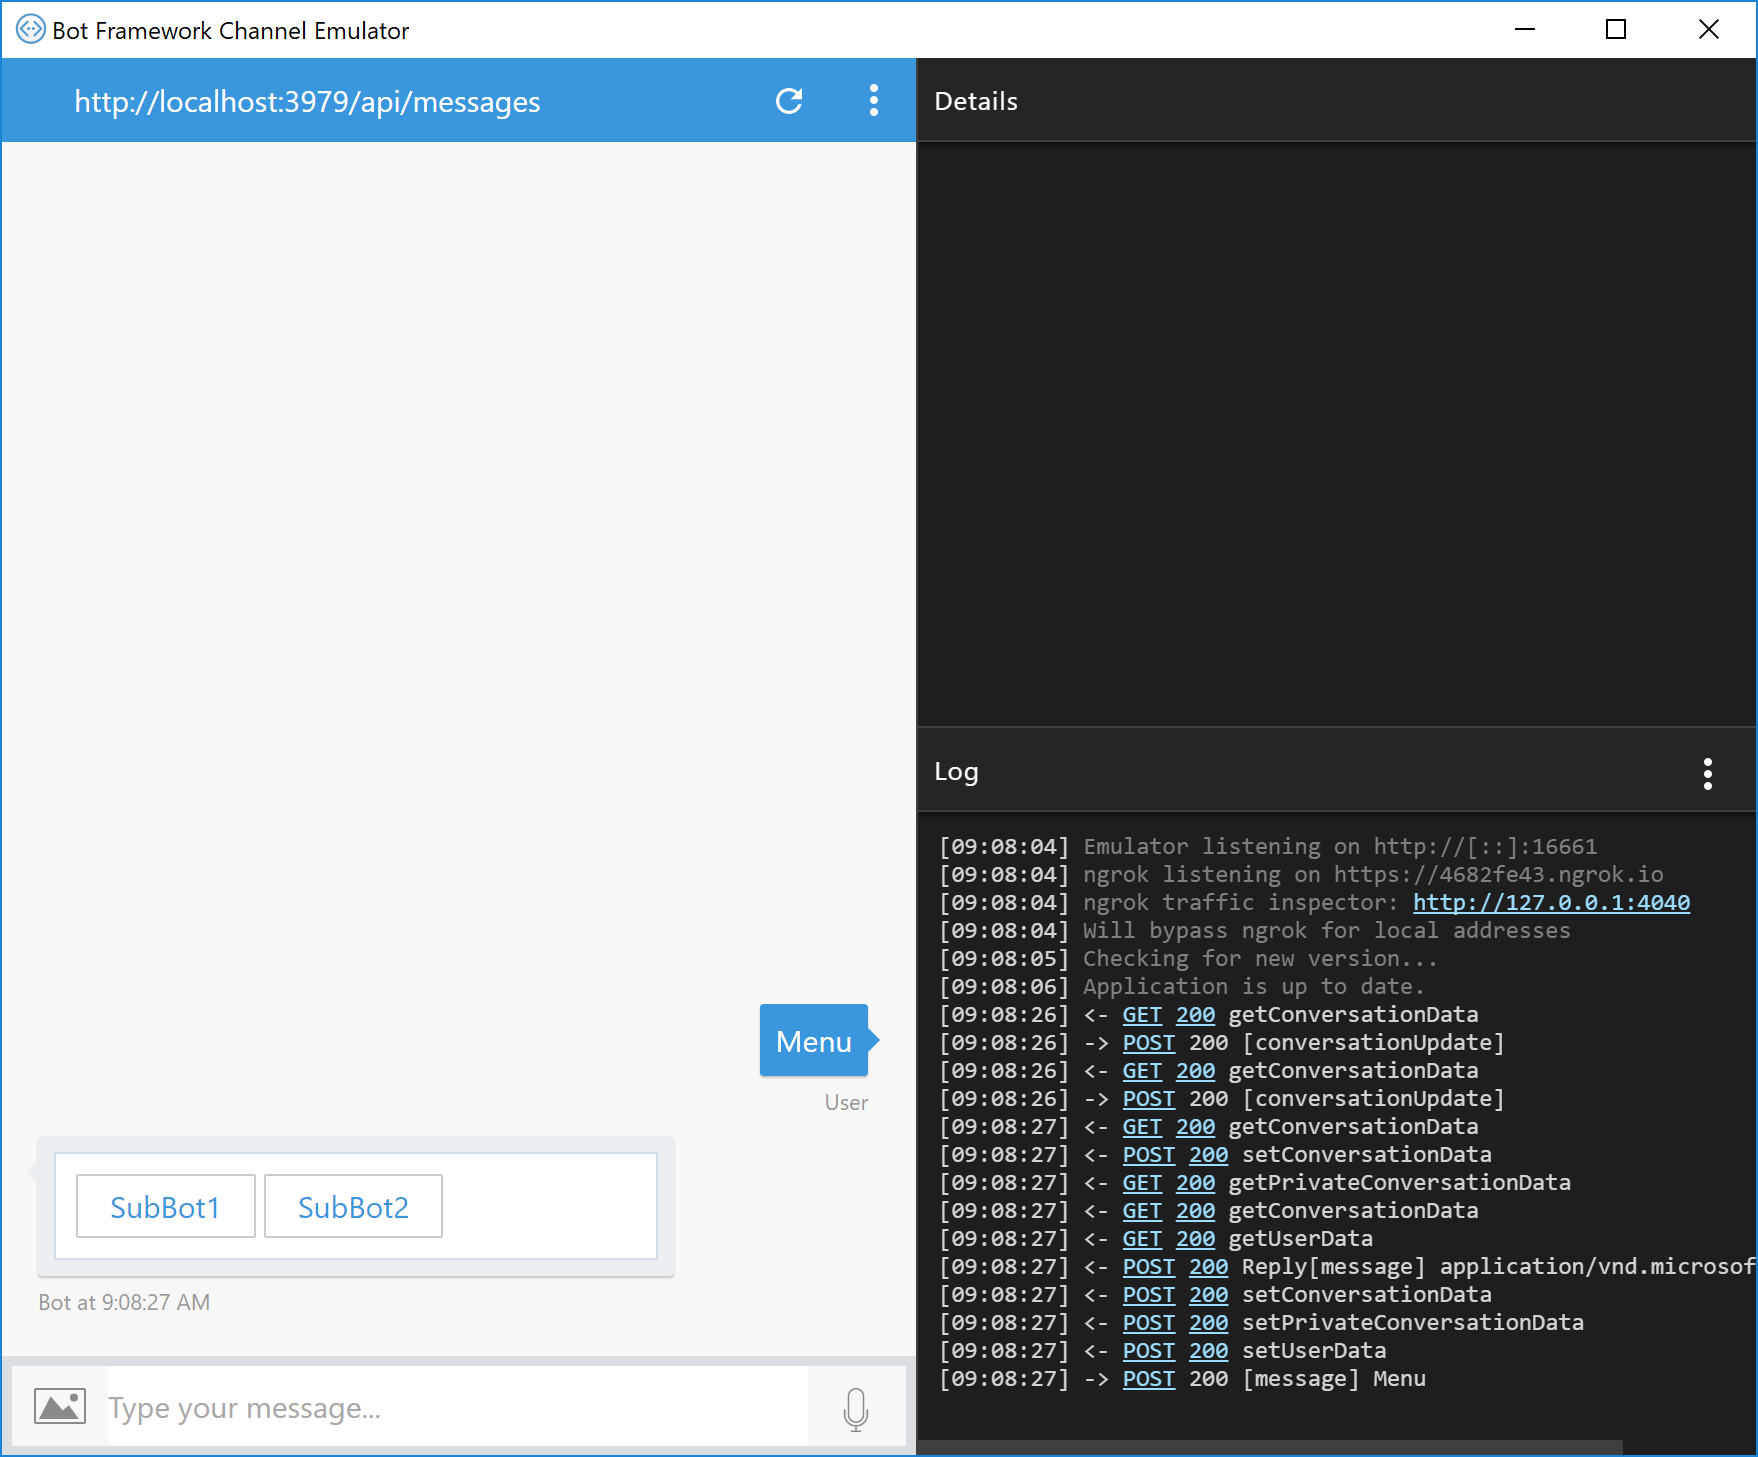 Bot Framework Channel Emulator
http://localhost:3979/api/messages
Menu
User
SubBot1 SubBot2
Bot at 9:08:27 AM
Type your message...
Details
Log
[09:08:04] Emulator listening on http://[::]:16661
[09:08:04] ngrok listening on https://4682fe43.ngrok.io
[09:08:04] ngrok traffic inspector: http://127.0.0.1:4040
[09:08:04] Will bypass ngrok for local addresses
[09:08:05] Checking for new version...
[09:08:06] Application is up to date.
[09:08:26] <- GET 200 getConversationData
[09:08:26] -> POST 200 [conversationUpdate]
[09:08:26] <- GET 200 getConversationData
[09:08:26] -> POST 200 [conversationUpdate]
[09:08:27] <- GET 200 getConversationData
[09:08:27] <- POST 200 setConversationData
[09:08:27] <- GET 200 getPrivateConversationData
[09:08:27] <- GET 200 getConversationData
[09:08:27] <- GET 200 getUserData
[09:08:27] <- POST 200 Reply[message] application/vnd.microsof
[09:08:27] <- POST 200 setConversationData
[09:08:27] <- POST 200 setPrivateConversationData
[09:08:27] <- POST 200 setUserData
[09:08:27] -> POST 200 [message] Menu